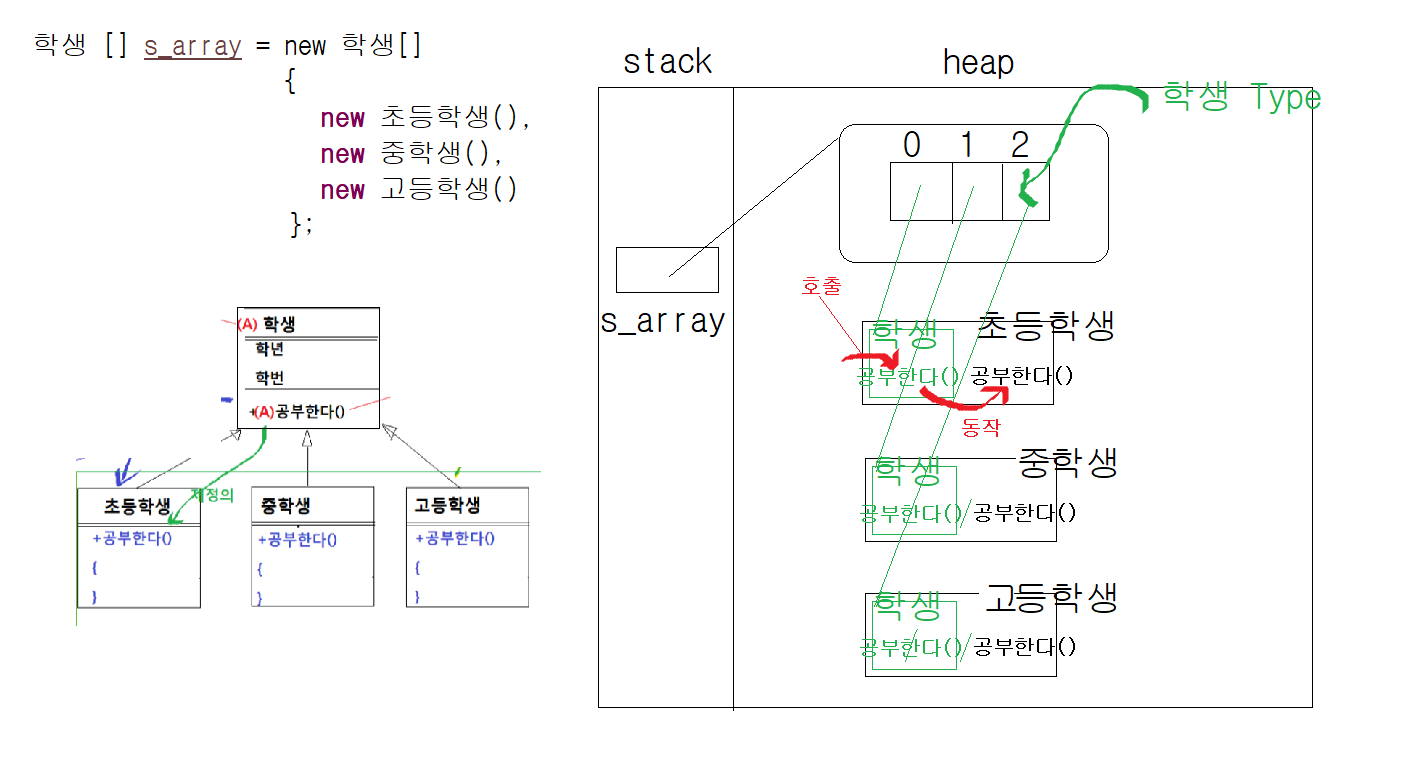 학생 [] s_array = new 학생[]
{
new 초등학생(),
new 중학생(),
new 고등학생()
};
(A) 학생
학년
학번
+(A)공부한다()
재정의
초등학생
+공부한다()
{
}
중학생
+공부한다()
{
}
고등학생
+공부한다()
{
}
stack
heap
학생 Type
0 1 2
s_array
호출
학생 초등학생
공부한다() 공부한다()
동작
학생 중학생
공부한다() 공부한다()
학생 고등학생
공부한다() 공부한다()